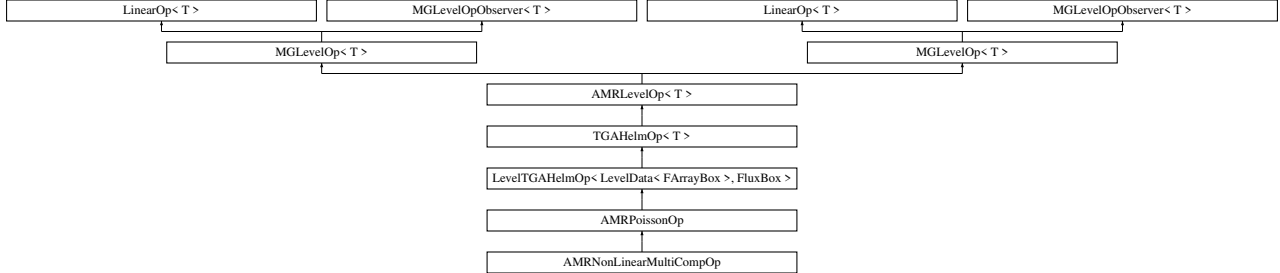 LinearOp< T >
MGLevelOpObserver< T >
LinearOp< T >
MGLevelOpObserver< T >
MGLevelOp< T >
MGLevelOp< T >
AMRLevelOp< T >
TGAHelmOp< T >
LevelTGAHelmOp< LevelData< FArrayBox >, FluxBox >
AMRPoissonOp
AMRNonLinearMultiCompOp